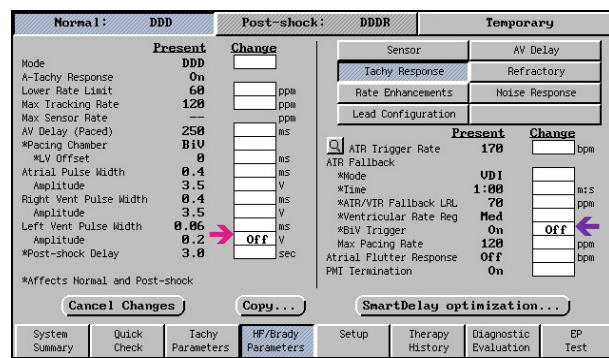 Normal: DDD Post-shock: DDDR Temporary
Present Change
Mode DDD
A-Tachy Response On
Lower Rate Limit 60 ppm
Max Tracking Rate 120 ppm
Max Sensor Rate -- ppm
AV Delay (Paced) 250 ms
*Pacing Chamber BiV
*LV Offset 0 ms
Atrial Pulse Width 0.4 ms
Amplitude 3.5 V
Right Vent Pulse Width 0.4 ms
Amplitude 3.5 V
Left Vent Pulse Width 0.06 ms
Amplitude 0.2 Off V
*Post-shock Delay 3.0 sec
*Affects Normal and Post-shock
Sensor AV Delay
Tachy Response Refractory
Rate Enhancements Noise Response
Lead Configuration
Present Change
ATR Trigger Rate 170 bpm
ATR Fallback
*Mode VDI
*Time 1:00 m:s
*ATR/VTR Fallback LRL 70 ppm
*Ventricular Rate Reg Med
*BiV Trigger On Off
Max Pacing Rate 120 ppm
Atrial Flutter Response Off bpm
PMT Termination On
Cancel Changes Copy... SmartDelay optimization...
System Summary Quick Check Tachy Parameters HF/Brady Parameters Setup Therapy History Diagnostic Evaluation EP Test